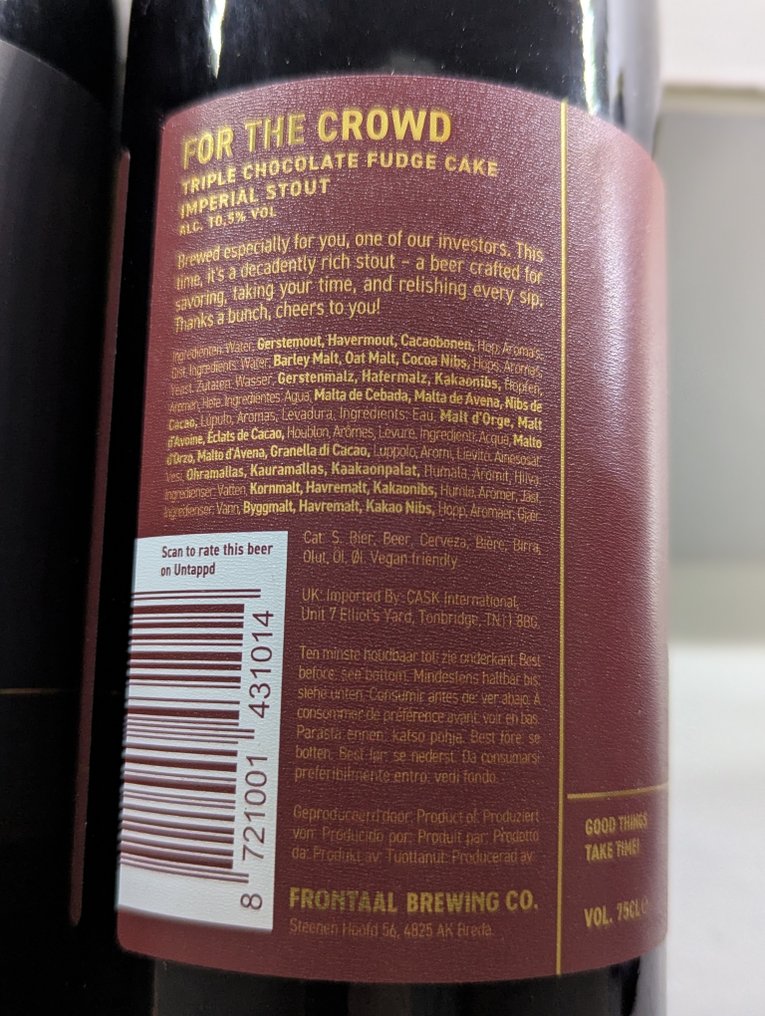 FOR THE CROWD
TRIPLE CHOCOLATE FUDGE CAKE
IMPERIAL STOUT
ALC. 10,5% VOL
Brewed especially for you, one of our investors. This
time, it's a decadently rich stout – a beer crafted for
savoring, taking your time, and relishing every sip.
Thanks a bunch, cheers to you!
Ingrediënten: Water, Gerstemout, Havermout, Cacaobonen, Hop, Aroma's,
Gist. Ingredients: Water, Barley Malt, Oat Malt, Cocoa Nibs, Hops, Aromas,
Yeast. Zutaten: Wasser, Gerstenmalz, Hafermalz, Kakaonibs, Hopfen,
Aromen, Hefe. Ingredientes: Agua, Malta de Cebada, Malta de Avena, Nibs de
Cacao, Lúpulo, Aromas, Levadura. Ingrédients: Eau, Malt d'Orge, Malt
d'Avoine, Éclats de Cacao, Houblon, Arômes, Levure. Ingredienti: Acqua, Malto
d'Orzo, Malto d'Avena, Granella di Cacao, Luppolo, Aromi, Lievito. Ainesosat:
Vesi, Ohramallas, Kauramallas, Kaakaonpalat, Humala, Aromit, Hiiva.
Ingredienser: Vatten, Kornmalt, Havremalt, Kakaonibs, Humle, Aromer, Jäst.
Ingredienser: Vann, Byggmalt, Havremalt, Kakao Nibs, Hopp, Aromaer, Gjær.
Cat. S. Bier, Beer, Cerveza, Bière, Birra,
Olut, Öl, Øl. Vegan friendly.
UK: Imported By: CASK International,
Unit 7 Elliot's Yard, Tonbridge, TN11 8BG.
Ten minste houdbaar tot: zie onderkant. Best
before: see bottom. Mindestens haltbar bis:
siehe unten. Consumir antes de: ver abajo. À
consommer de préférence avant: voir en bas.
Parasta ennen: katso pohja. Best före: se
botten. Best før: se nederst. Da consumarsi
preferibilmente entro: vedi fondo.
Geproduceerd door: Product of: Produziert
von: Producido por: Produit par: Prodotto
da: Produkt av: Tuottanut: Producerad av:
FRONTAAL BREWING CO.
Steenen Hoofd 56, 4825 AK Breda.
Scan to rate this beer
on Untappd
8 721001 431014
GOOD THINGS
TAKE TIME!
VOL. 75CL ℮